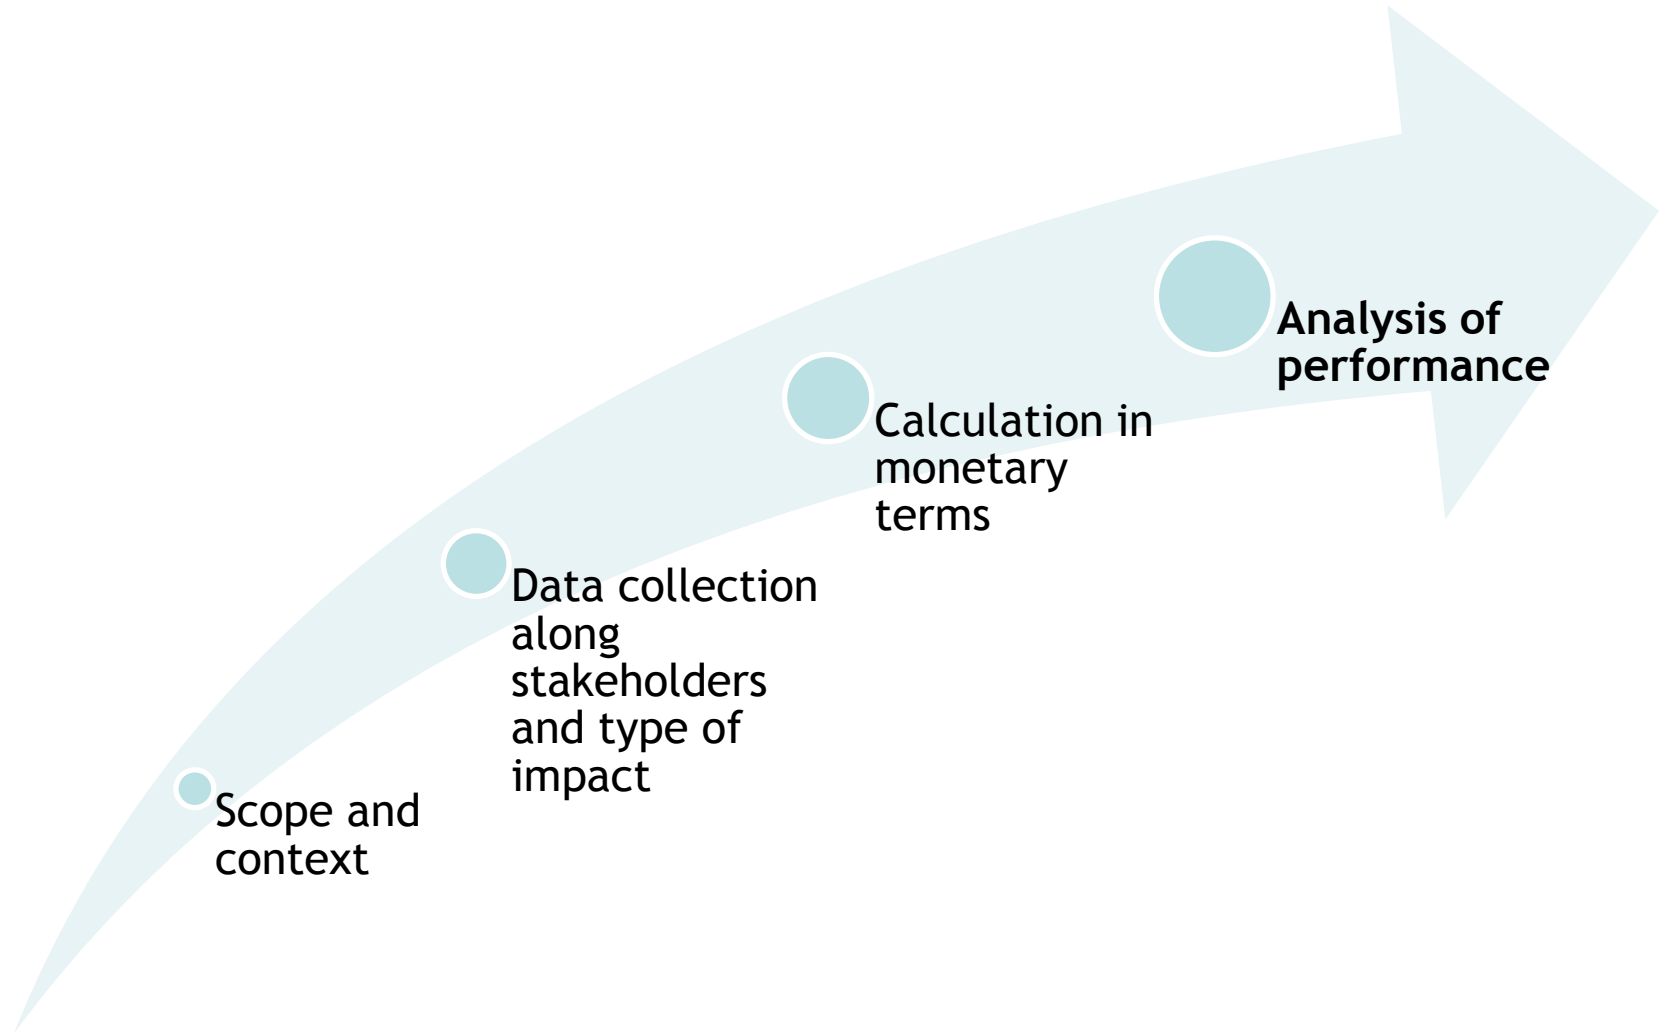 Scope and
context
Data collection
along
stakeholders
and type of
impact
Calculation in
monetary
terms
Analysis of
performance